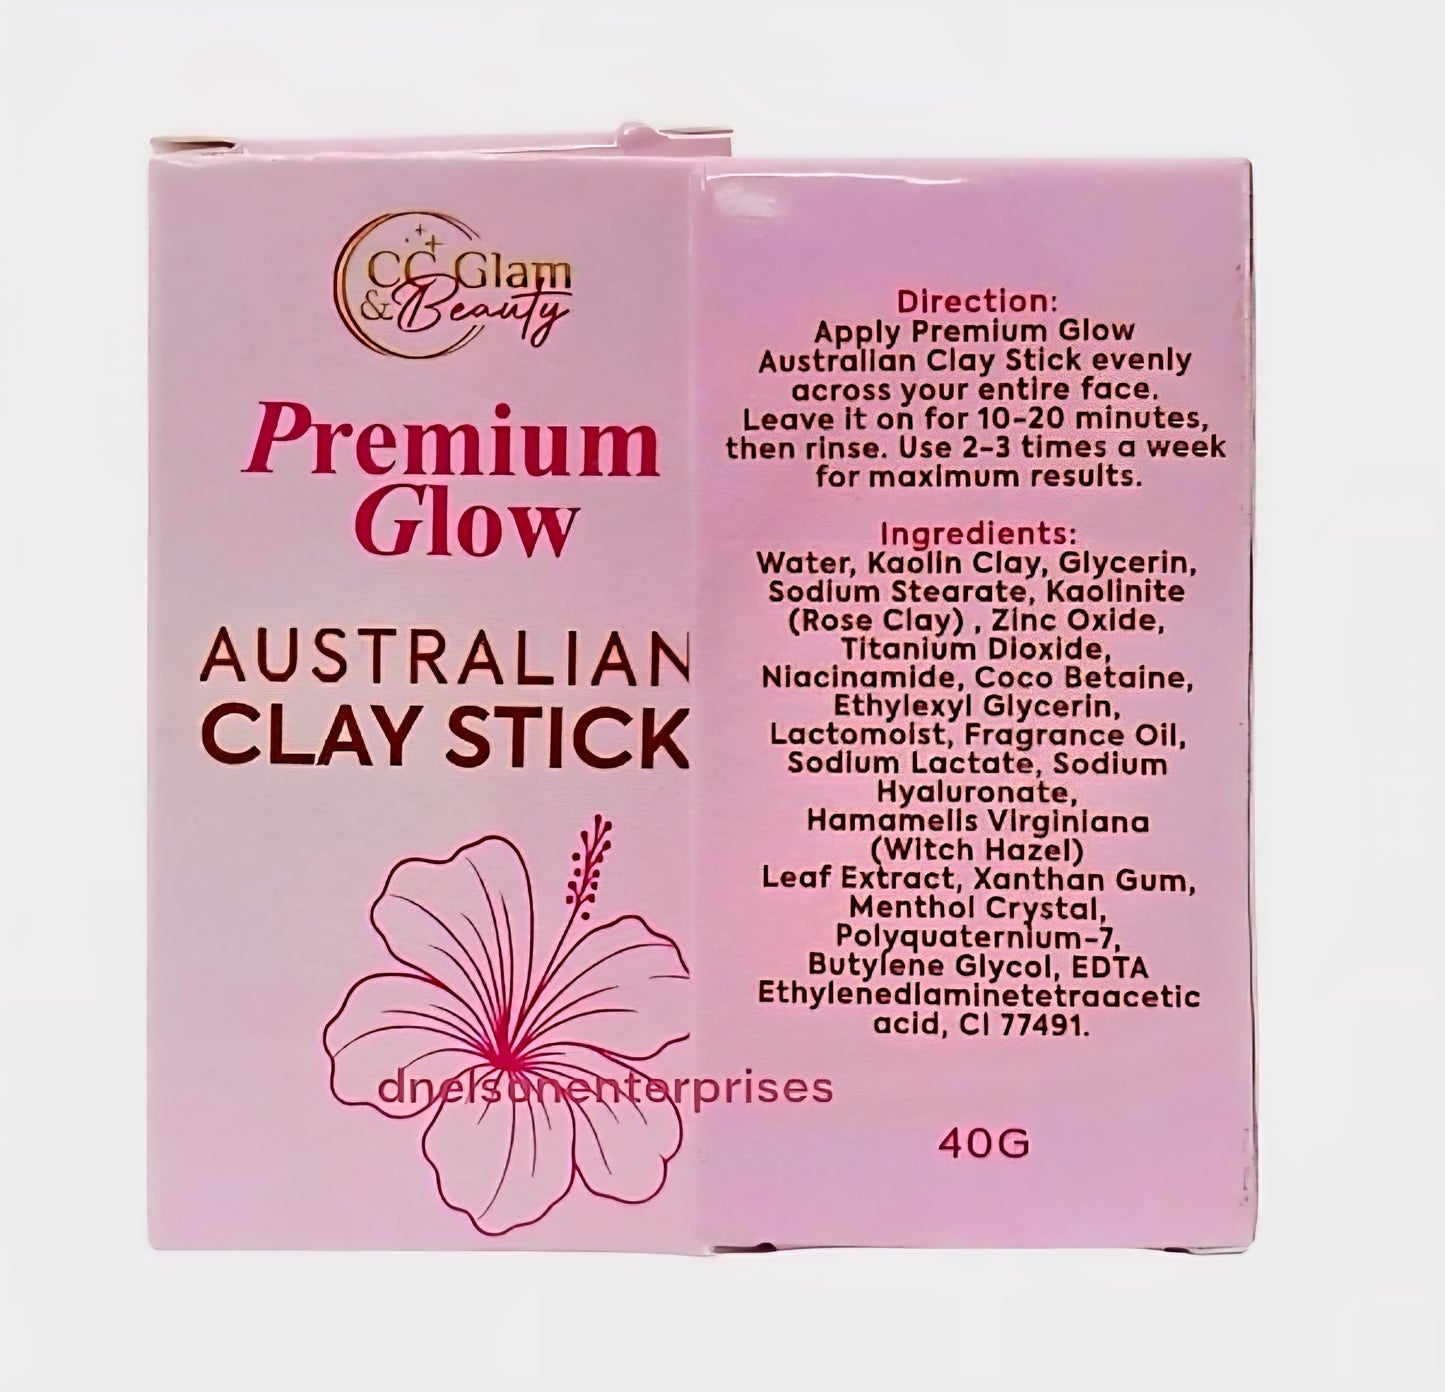 CC Glam
& Beauty
Premium
Glow
AUSTRALIAN
CLAY STICK
Direction:
Apply Premium Glow
Australian Clay Stick evenly
across your entire face.
Leave it on for 10-20 minutes,
then rinse. Use 2-3 times a week
for maximum results.
Ingredients:
Water, Kaolin Clay, Glycerin,
Sodium Stearate, Kaolinite
(Rose Clay) , Zinc Oxide,
Titanium Dioxide,
Niacinamide, Coco Betaine,
Ethylexyl Glycerin,
Lactomoist, Fragrance Oil,
Sodium Lactate, Sodium
Hyaluronate,
Hamamelis Virginiana
(Witch Hazel)
Leaf Extract, Xanthan Gum,
Menthol Crystal,
Polyquaternium-7,
Butylene Glycol, EDTA
Ethylenediaminetetraacetic
acid, CI 77491.
40G
dnelsonenterprises